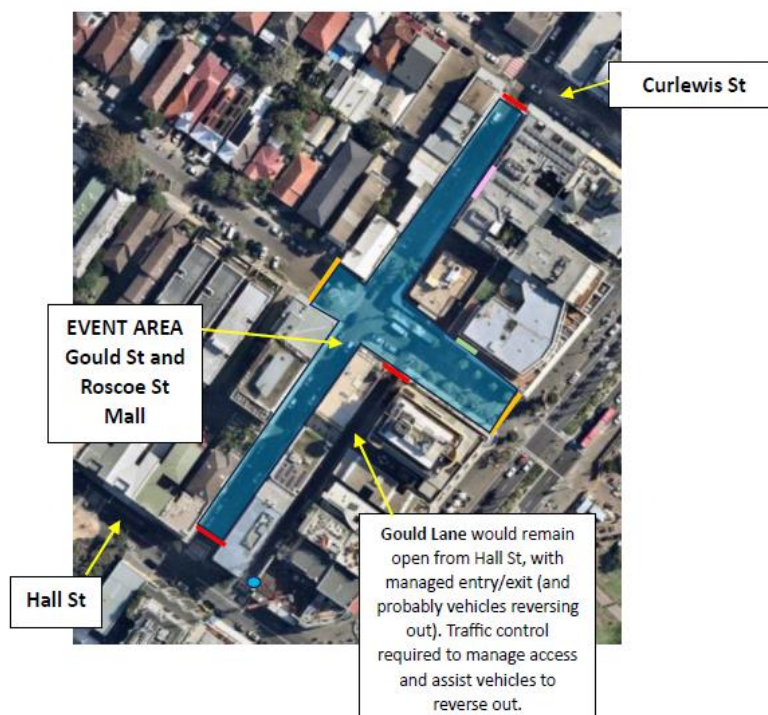 Curlewis St
EVENT AREA
Gould St and
Roscoe St
Mall
Gould Lane would remain
open from Hall St, with
managed entry/exit (and
probably vehicles reversing
out). Traffic control
required to manage access
and assist vehicles to
reverse out.
Hall St